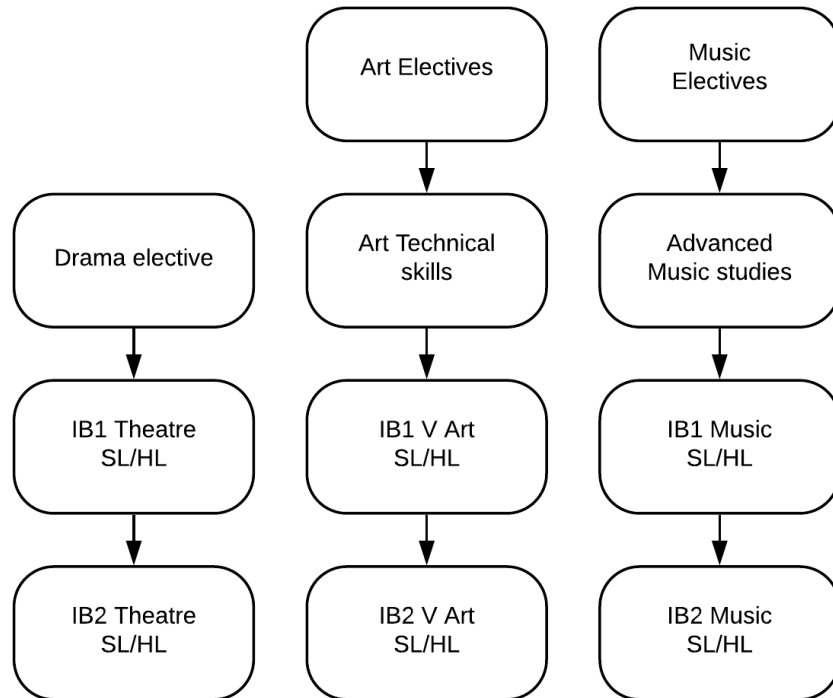 Art Electives
Music
Electives
Drama elective
Art Technical
skills
Advanced
Music studies
IB1 Theatre
SL/HL
IB1 V Art
SL/HL
IB1 Music
SL/HL
IB2 Theatre
SL/HL
IB2 V Art
SL/HL
IB2 Music
SL/HL